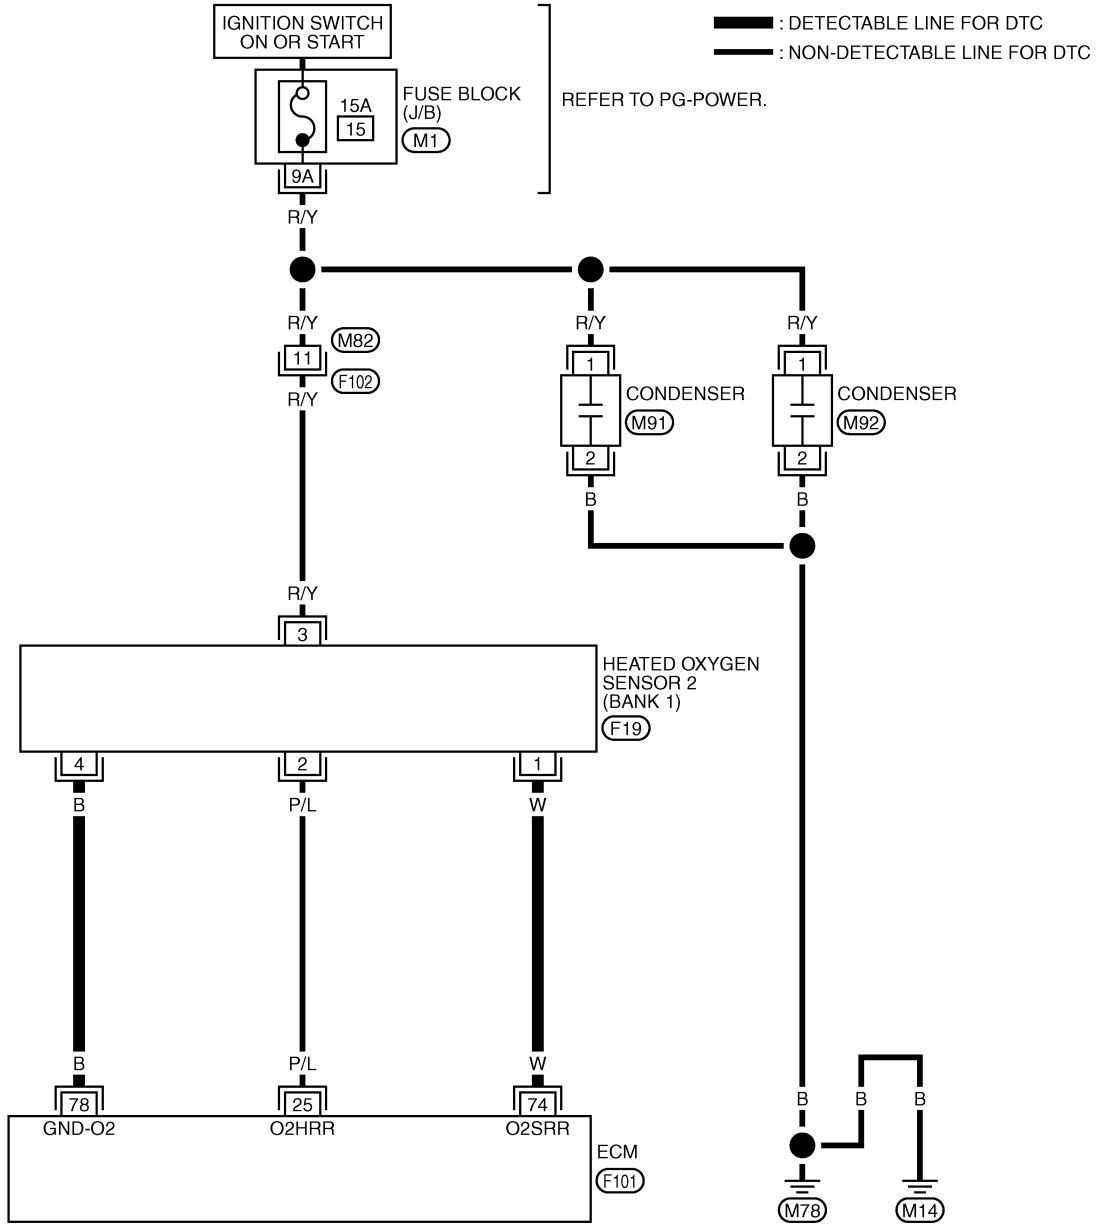 IGNITION SWITCH
ON OR START
: DETECTABLE LINE FOR DTC
: NON-DETECTABLE LINE FOR DTC
15A
15
FUSE BLOCK
(J/B)
M1
REFER TO PG-POWER.
9A
R/Y
R/Y
R/Y
R/Y
11
M82
F102
R/Y
1
CONDENSER
M91
2
B
1
CONDENSER
M92
2
B
R/Y
3
HEATED OXYGEN
SENSOR 2
(BANK 1)
F19
4
2
1
B
P/L
W
B
P/L
W
78
25
74
GND-O2
O2HRR
O2SRR
ECM
F101
B
B
B
M78
M14